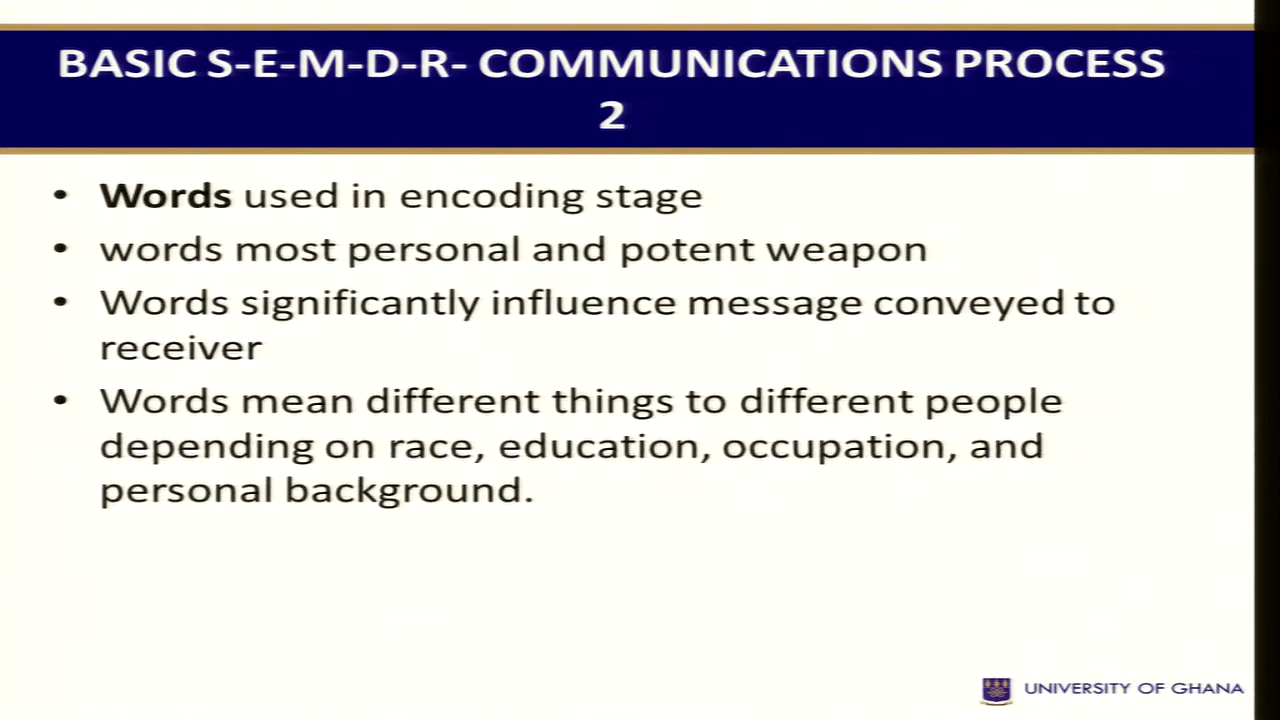 BASIC S-E-M-D-R- COMMUNICATIONS PROCESS
2
• Words used in encoding stage
• words most personal and potent weapon
• Words significantly influence message conveyed to
receiver
• Words mean different things to different people
depending on race, education, occupation, and
personal background.
UNIVERSITY OF GHANA